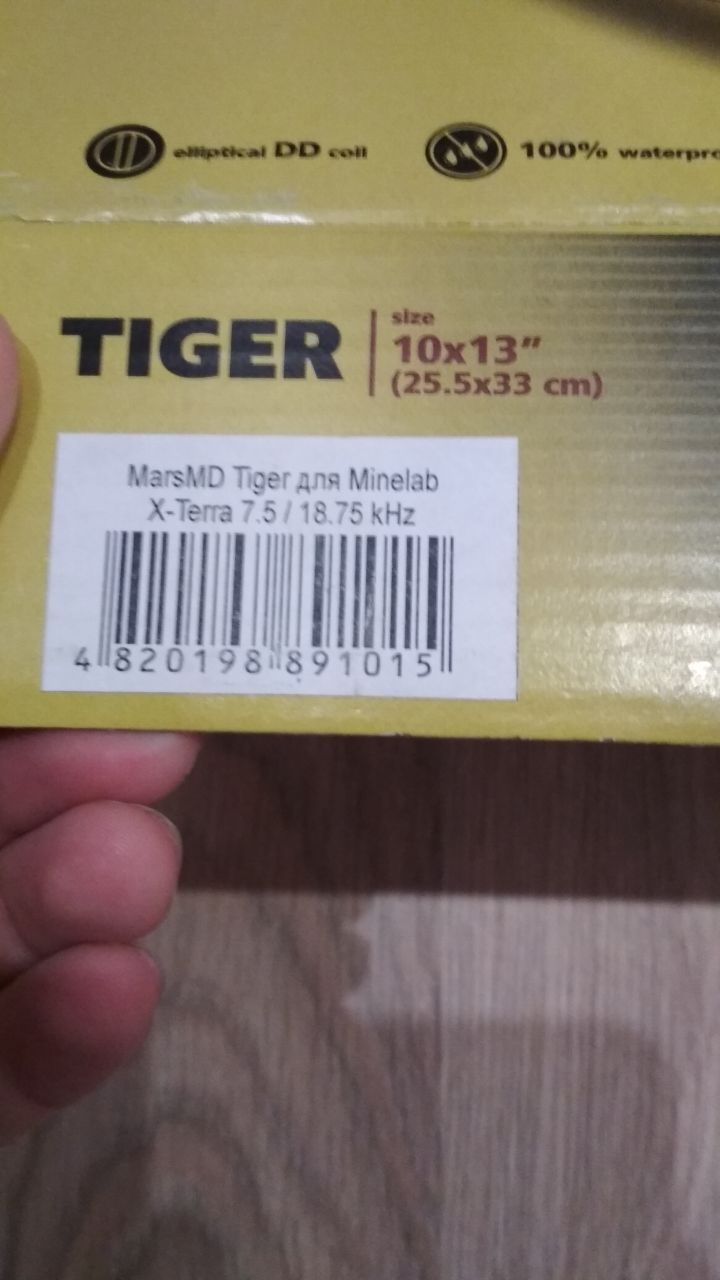 elliptical DD coil
100% waterpro
TIGER
size
10x13"
(25.5x33 cm)
MarsMD Tiger для Minelab
X-Terra 7.5 / 18.75 kHz
4 820198 891015